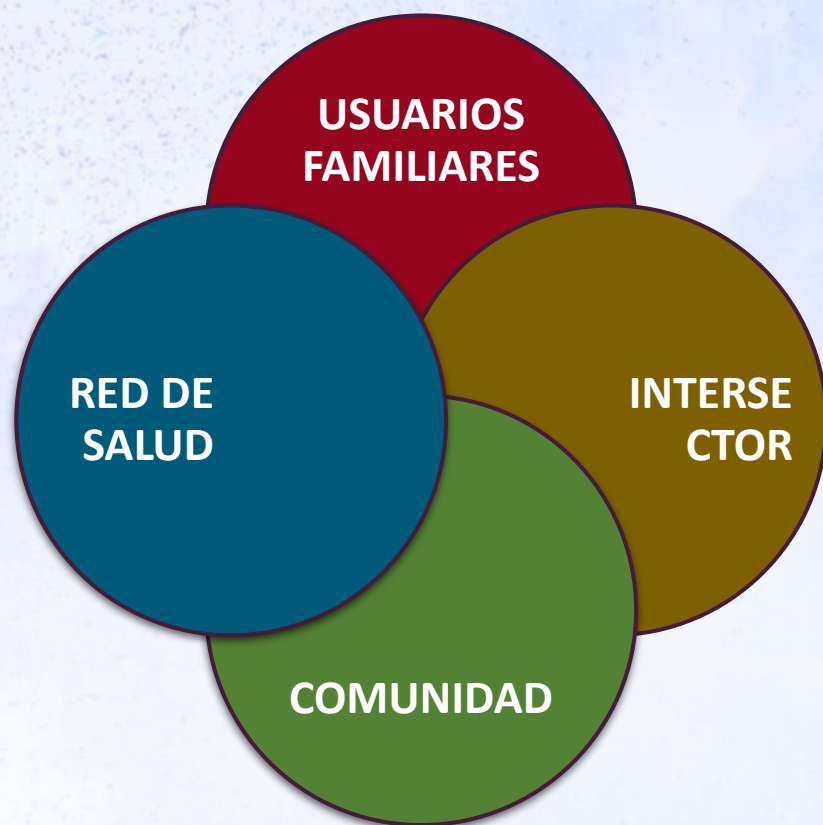 USUARIOS
FAMILIARES
RED DE
SALUD
INTERSE
CTOR
COMUNIDAD